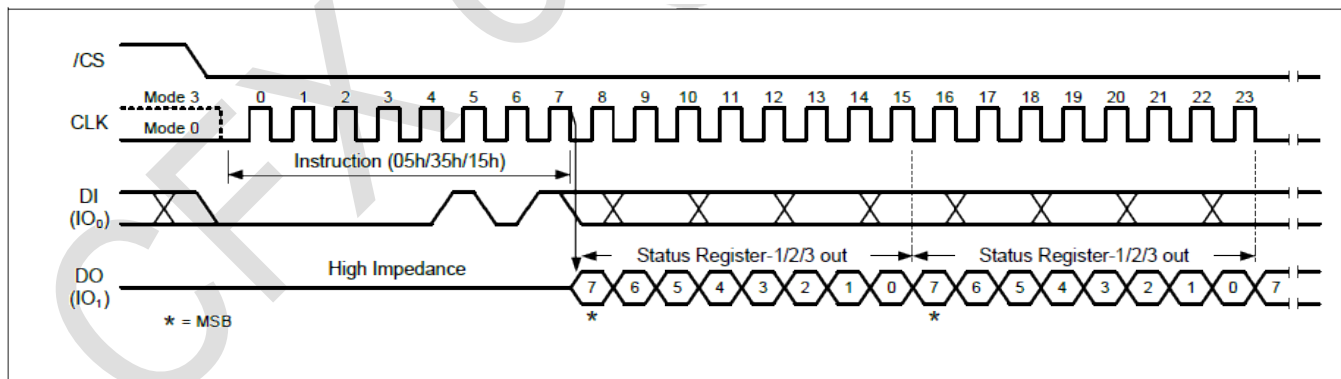 CFX
/CS
Mode 3 0 1 2 3 4 5 6 7 8 9 10 11 12 13 14 15 16 17 18 19 20 21 22 23
CLK
Mode 0
Instruction (05h/35h/15h)
DI
(IO₀)
Status Register-1/2/3 out Status Register-1/2/3 out
High Impedance
DO
(IO₁)
7 6 5 4 3 2 1 0 7 6 5 4 3 2 1 0 7
* *
* = MSB